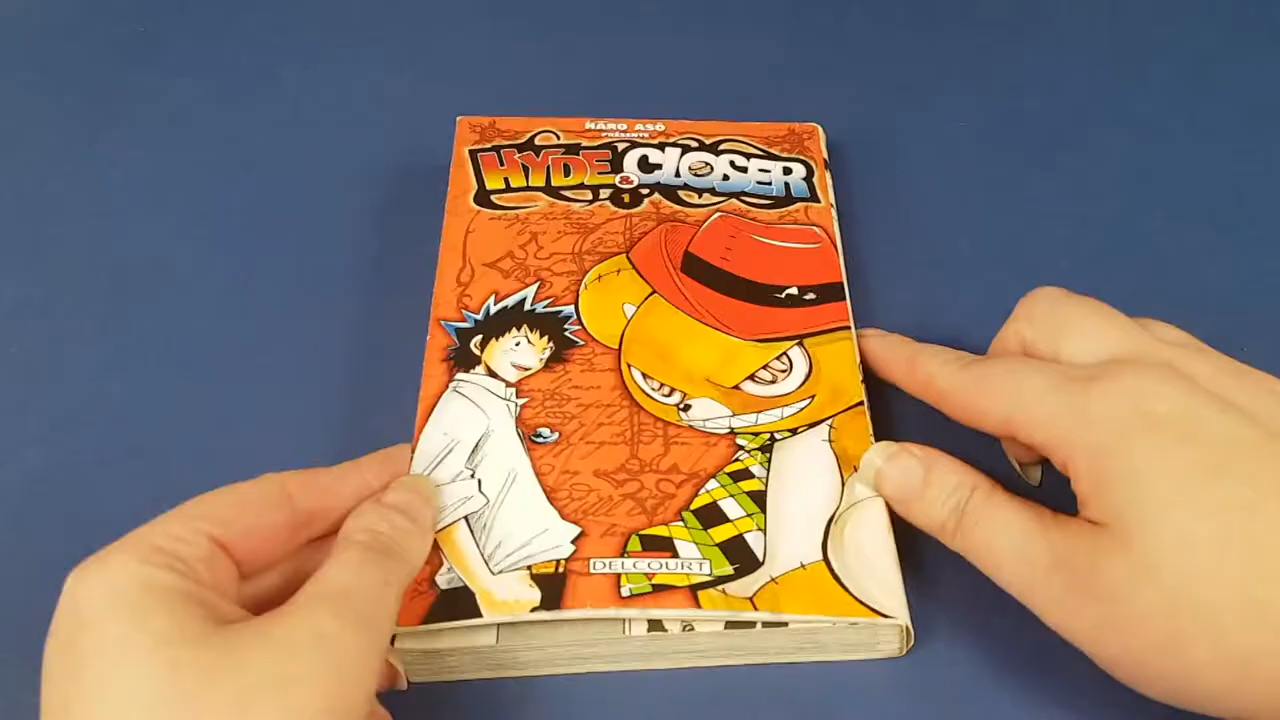 HARO ASÔ
PRÉSENTE
HYDE & CLOSER
1
DELCOURT